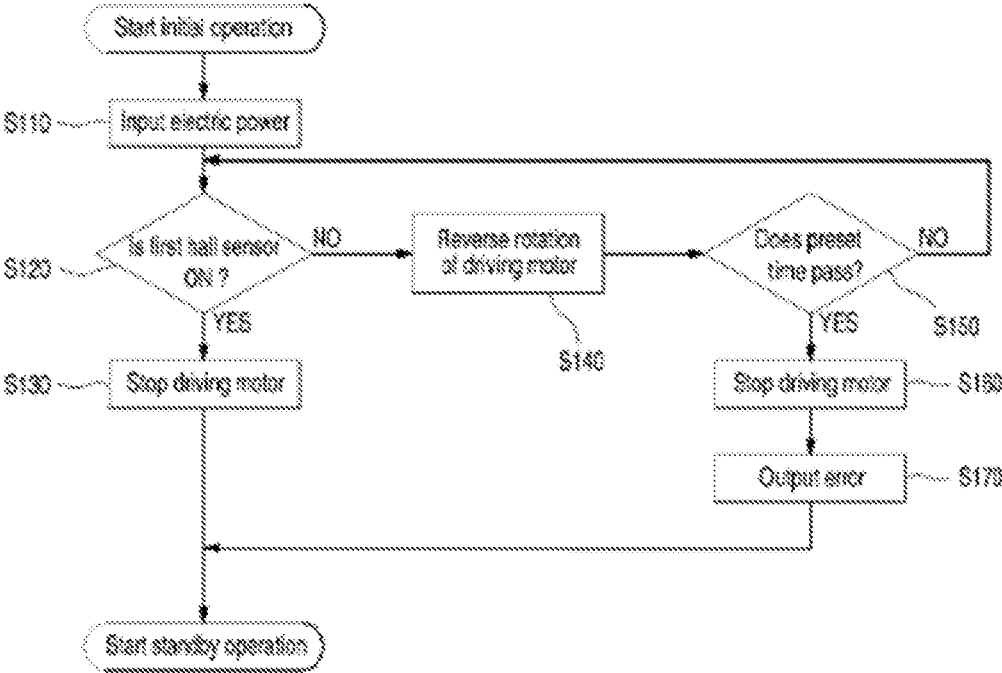 Start initial operation
S110
Input electric power
Is first hall sensor
ON ?
S120
NO
YES
Reverse rotation
of driving motor
S140
Does preset
time pass?
NO
YES
S150
S130
Stop driving motor
Stop driving motor
S160
Output error
S170
Start standby operation